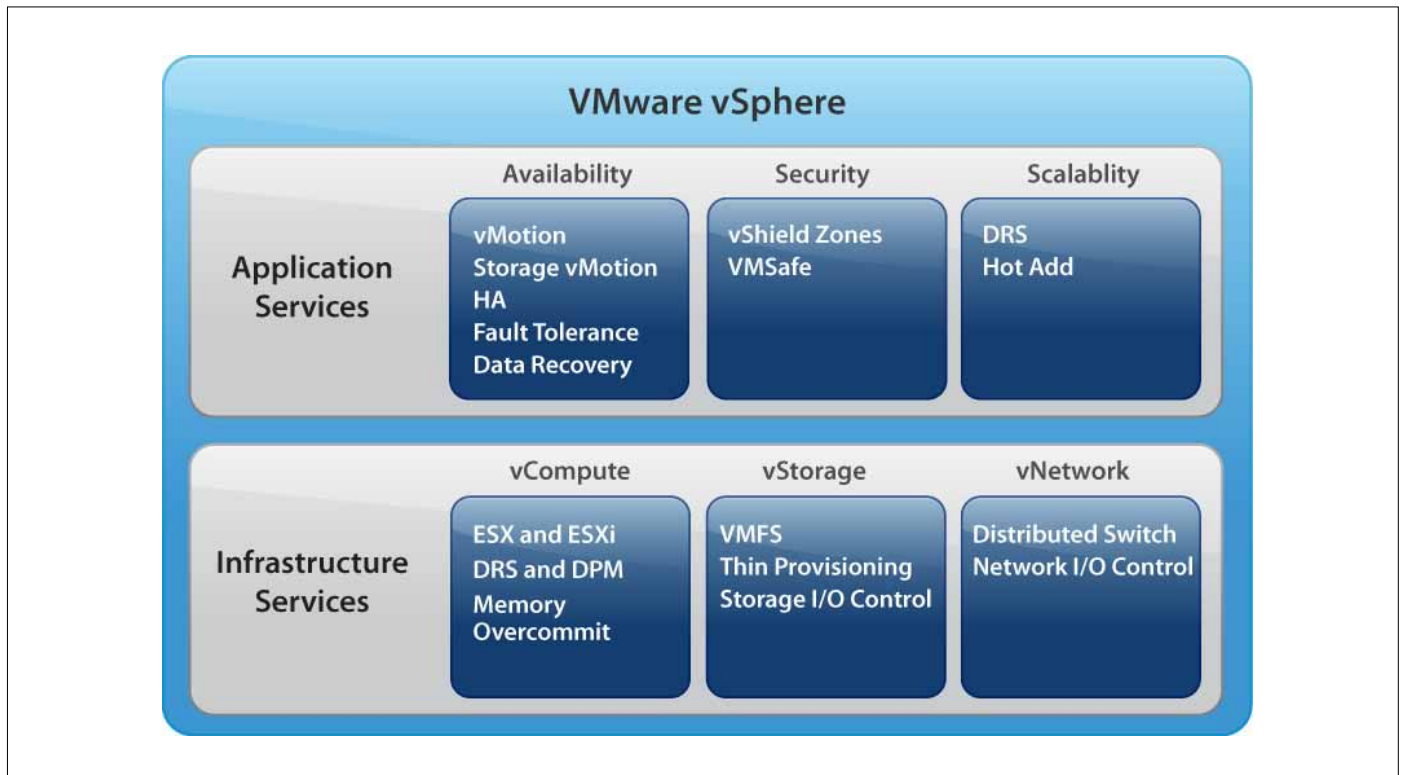 VMware vSphere
Availability
Security
Scalablity
Application
Services
vMotion
Storage vMotion
HA
Fault Tolerance
Data Recovery
vShield Zones
VMSafe
DRS
Hot Add
vCompute
vStorage
vNetwork
Infrastructure
Services
ESX and ESXi
DRS and DPM
Memory
Overcommit
VMFS
Thin Provisioning
Storage I/O Control
Distributed Switch
Network I/O Control